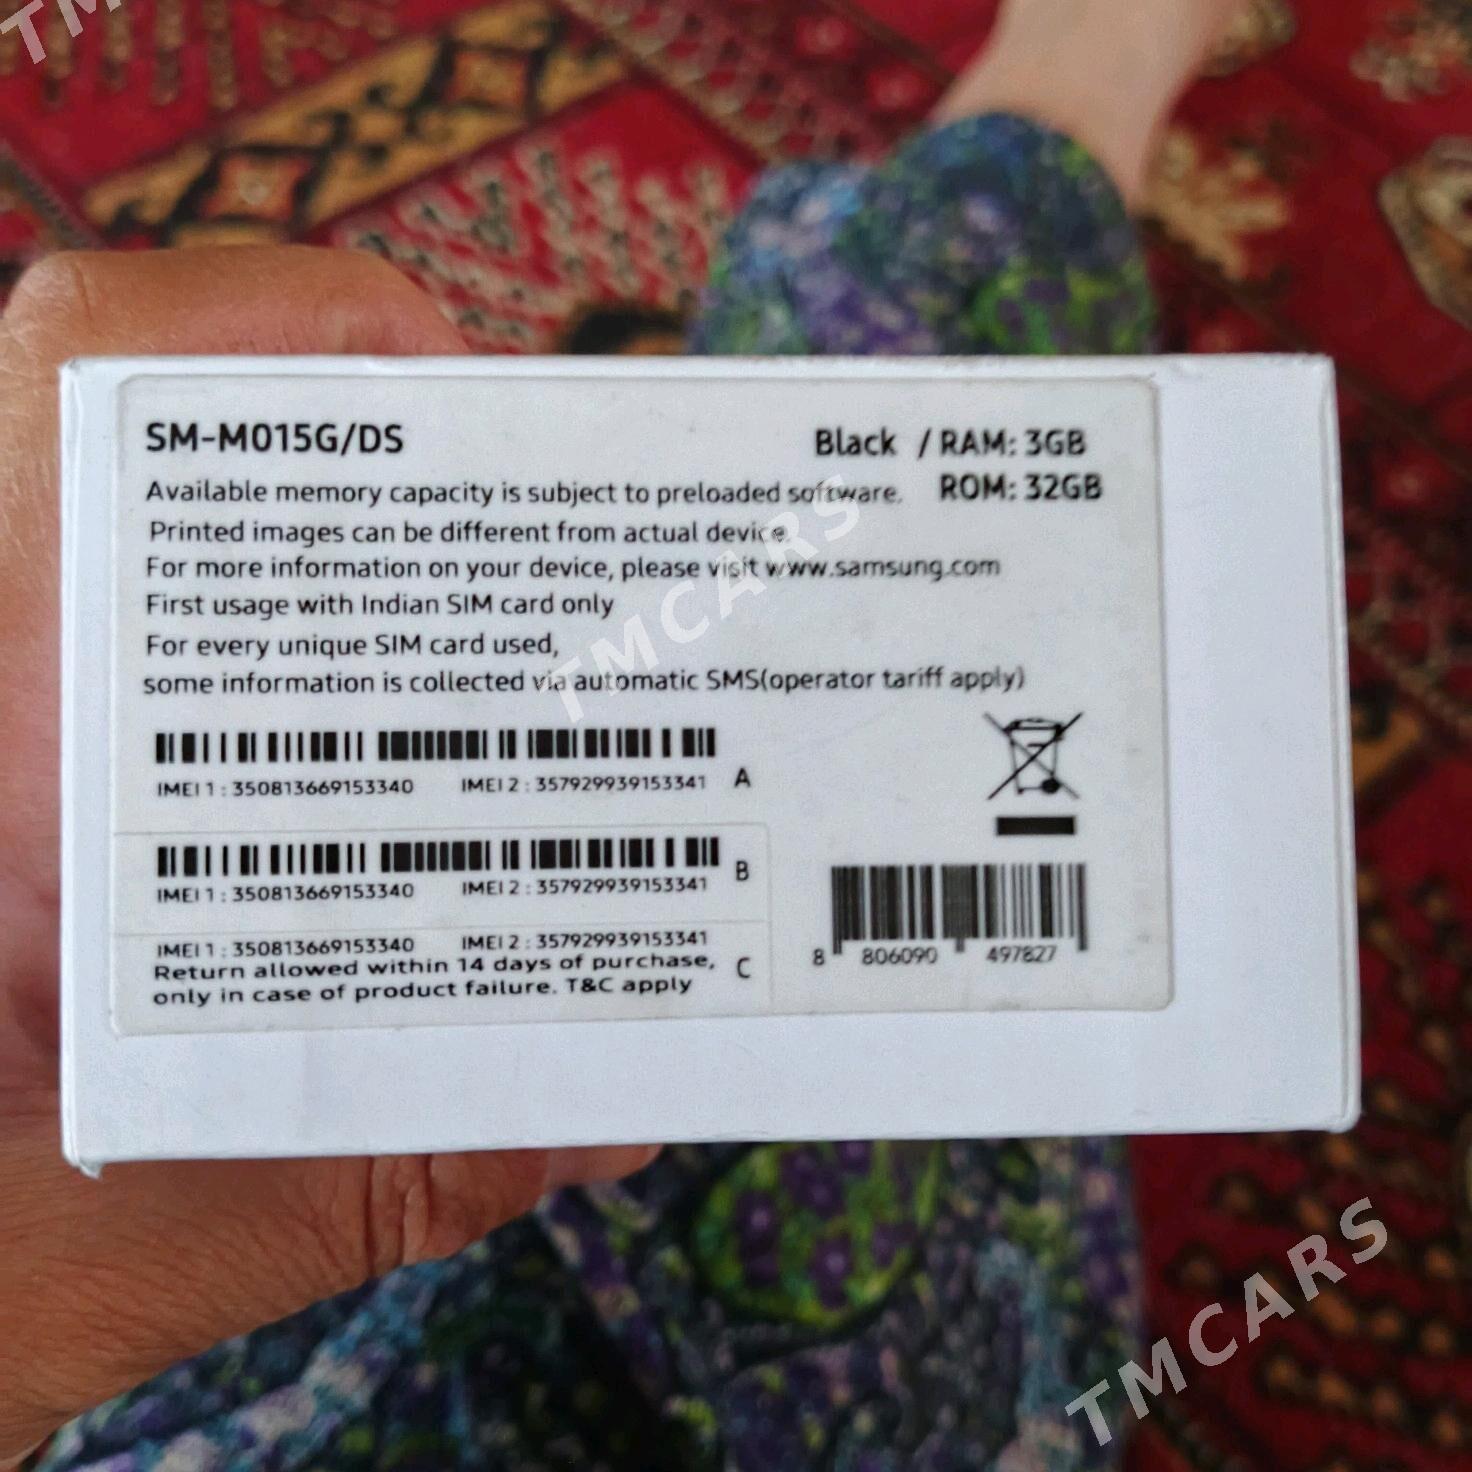 SM-M015G/DS
Black / RAM: 3GB
ROM: 32GB
Available memory capacity is subject to preloaded software.
Printed images can be different from actual device.
For more information on your device, please visit www.samsung.com
First usage with Indian SIM card only
For every unique SIM card used,
some information is collected via automatic SMS(operator tariff apply)
IMEI 1 : 350813669153340 IMEI 2 : 357929939153341 A
IMEI 1 : 350813669153340 IMEI 2 : 357929939153341 B
IMEI 1 : 350813669153340 IMEI 2 : 357929939153341
Return allowed within 14 days of purchase, C
only in case of product failure. T&C apply
8 806090 497827
TMCARS
TMCARS
TM